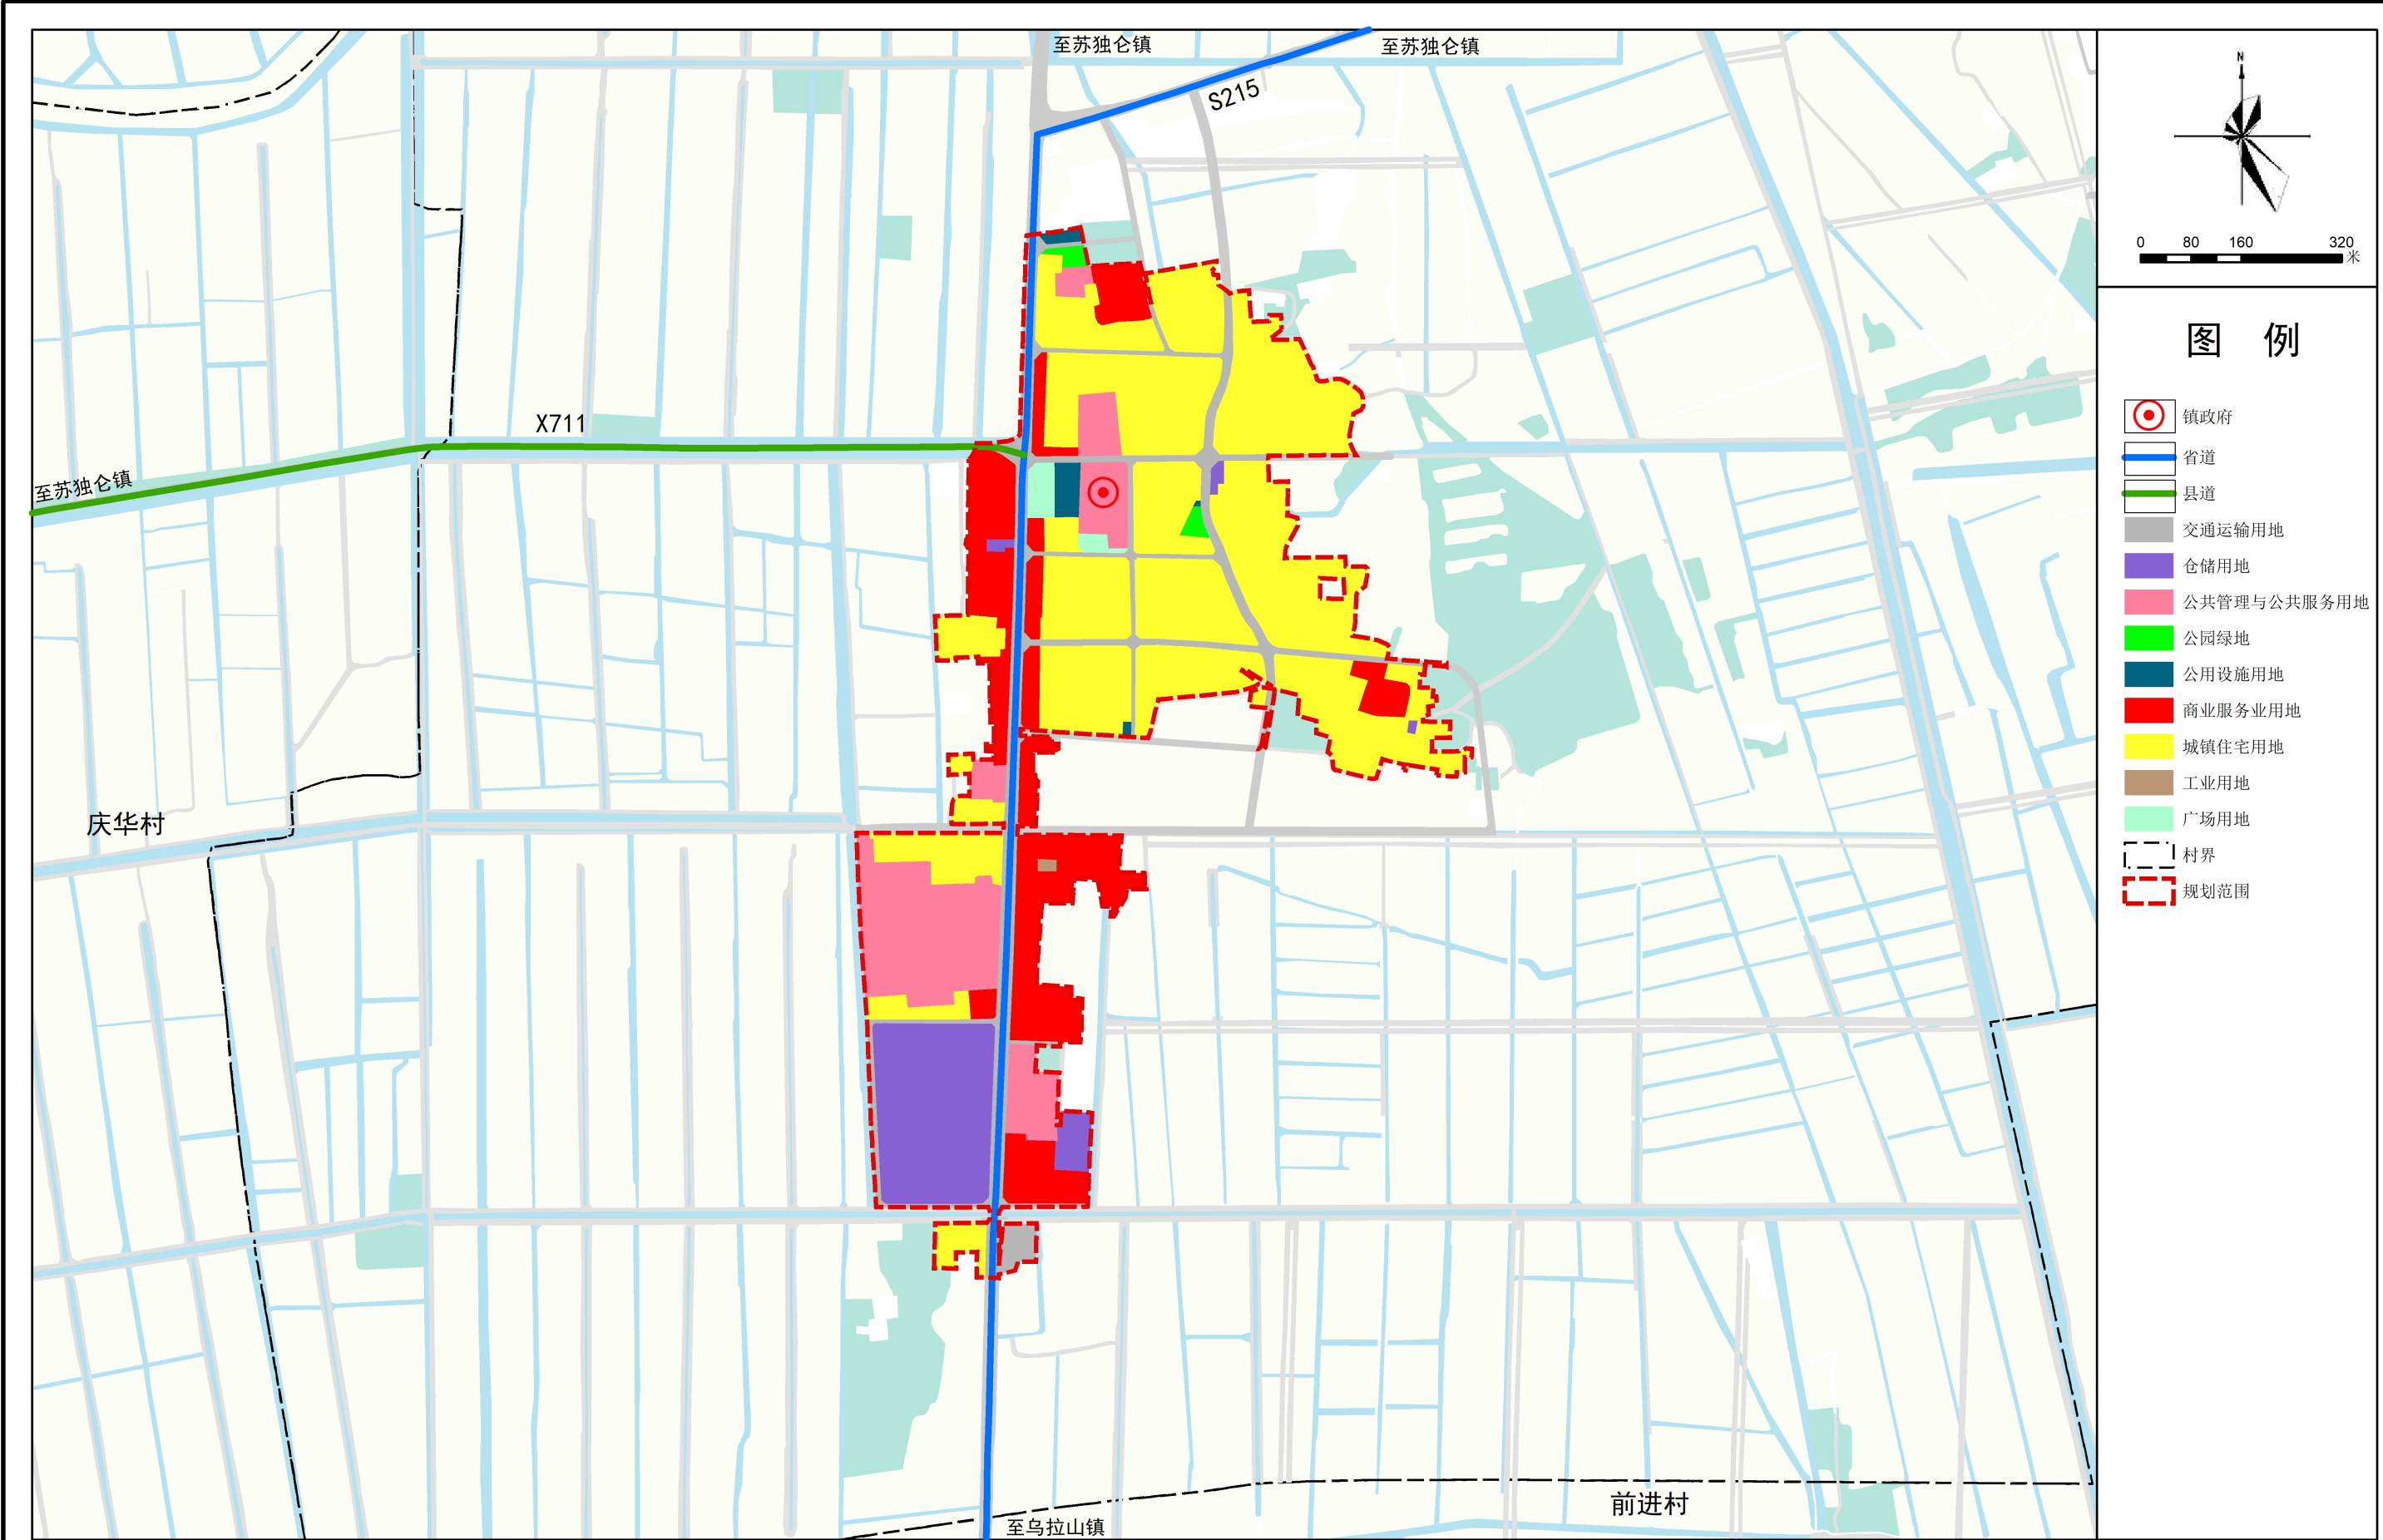 至苏独仑镇
至苏独仑镇
S215
X711
至苏独仑镇
庆华村
前进村
至乌拉山镇
N
0 80 160 320
米
图 例
镇政府
省道
县道
交通运输用地
仓储用地
公共管理与公共服务用地
公园绿地
公用设施用地
商业服务业用地
城镇住宅用地
工业用地
广场用地
村界
规划范围